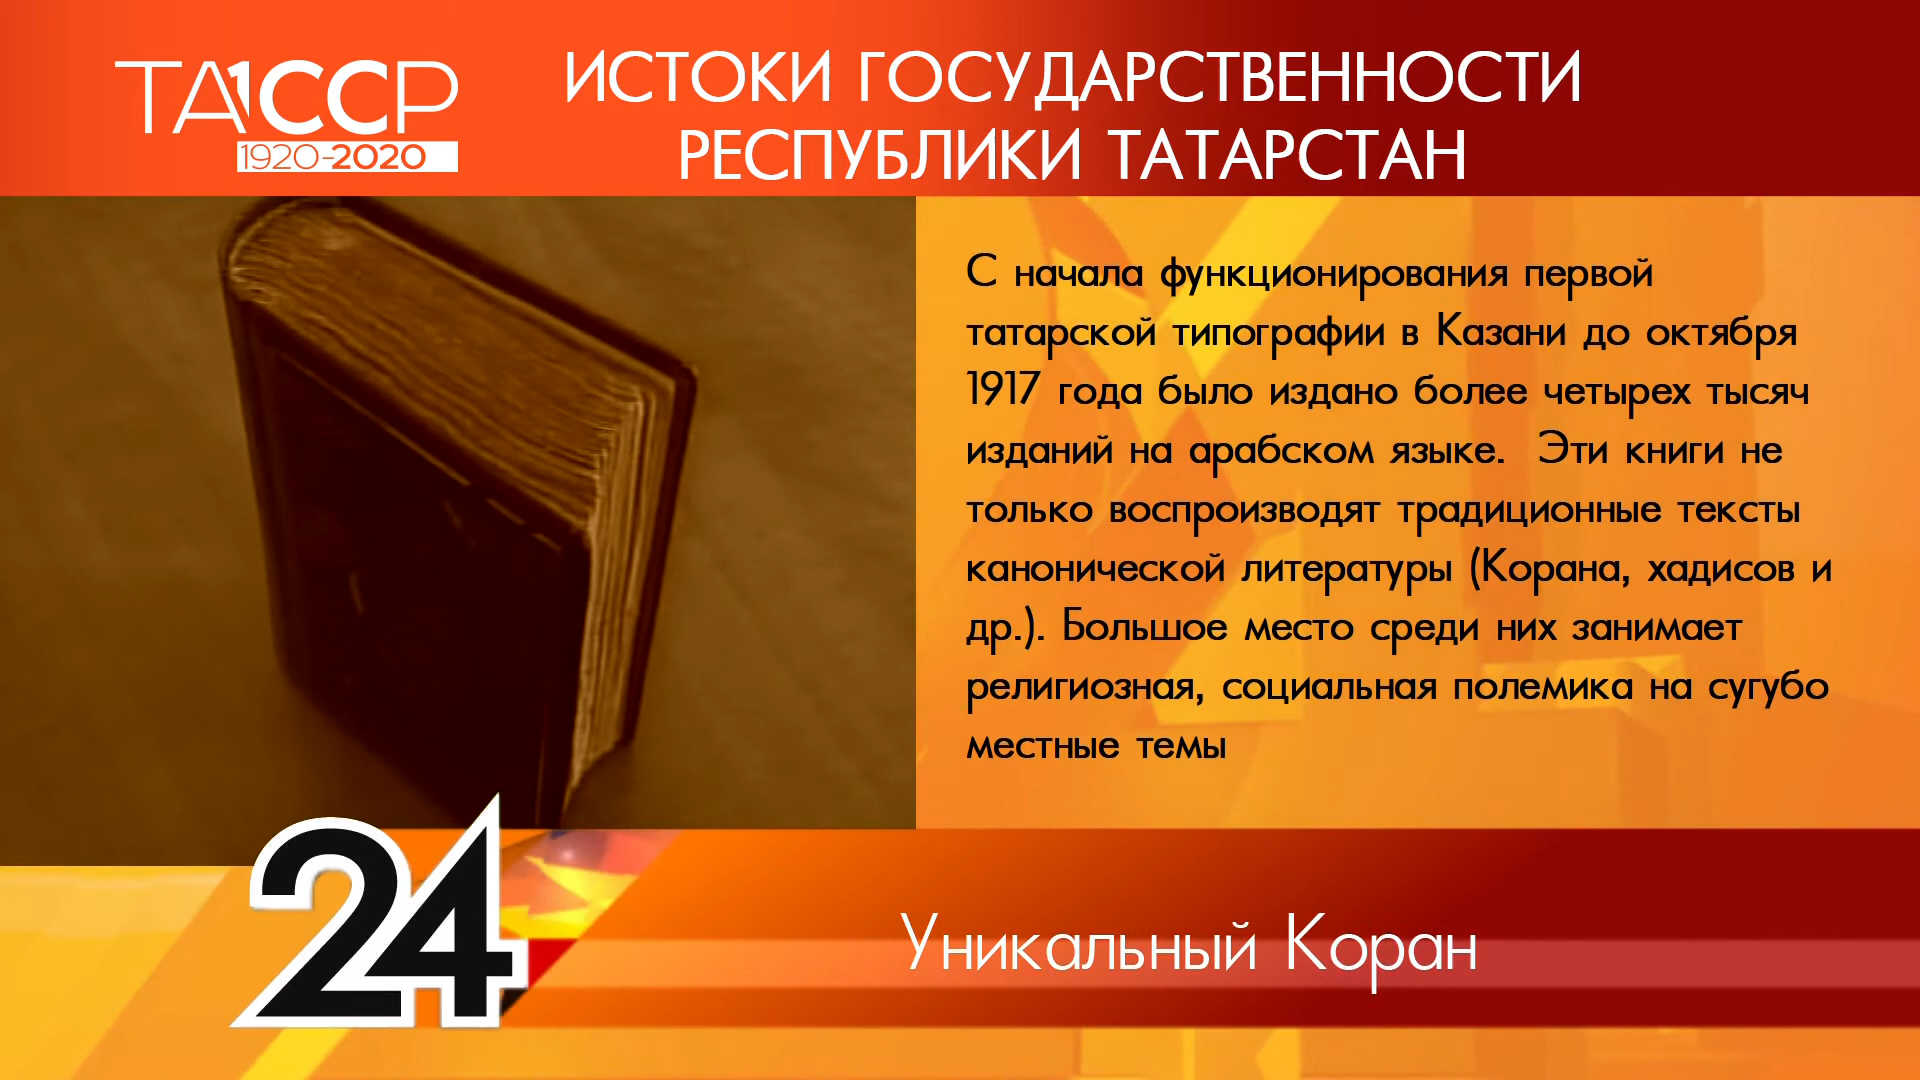 ТА1ССР
1920-2020
ИСТОКИ ГОСУДАРСТВЕННОСТИ
РЕСПУБЛИКИ ТАТАРСТАН
С начала функционирования первой
татарской типографии в Казани до октября
1917 года было издано более четырех тысяч
изданий на арабском языке.  Эти книги не
только воспроизводят традиционные тексты
канонической литературы (Корана, хадисов и
др.). Большое место среди них занимает
религиозная, социальная полемика на сугубо
местные темы
24
Уникальный Коран